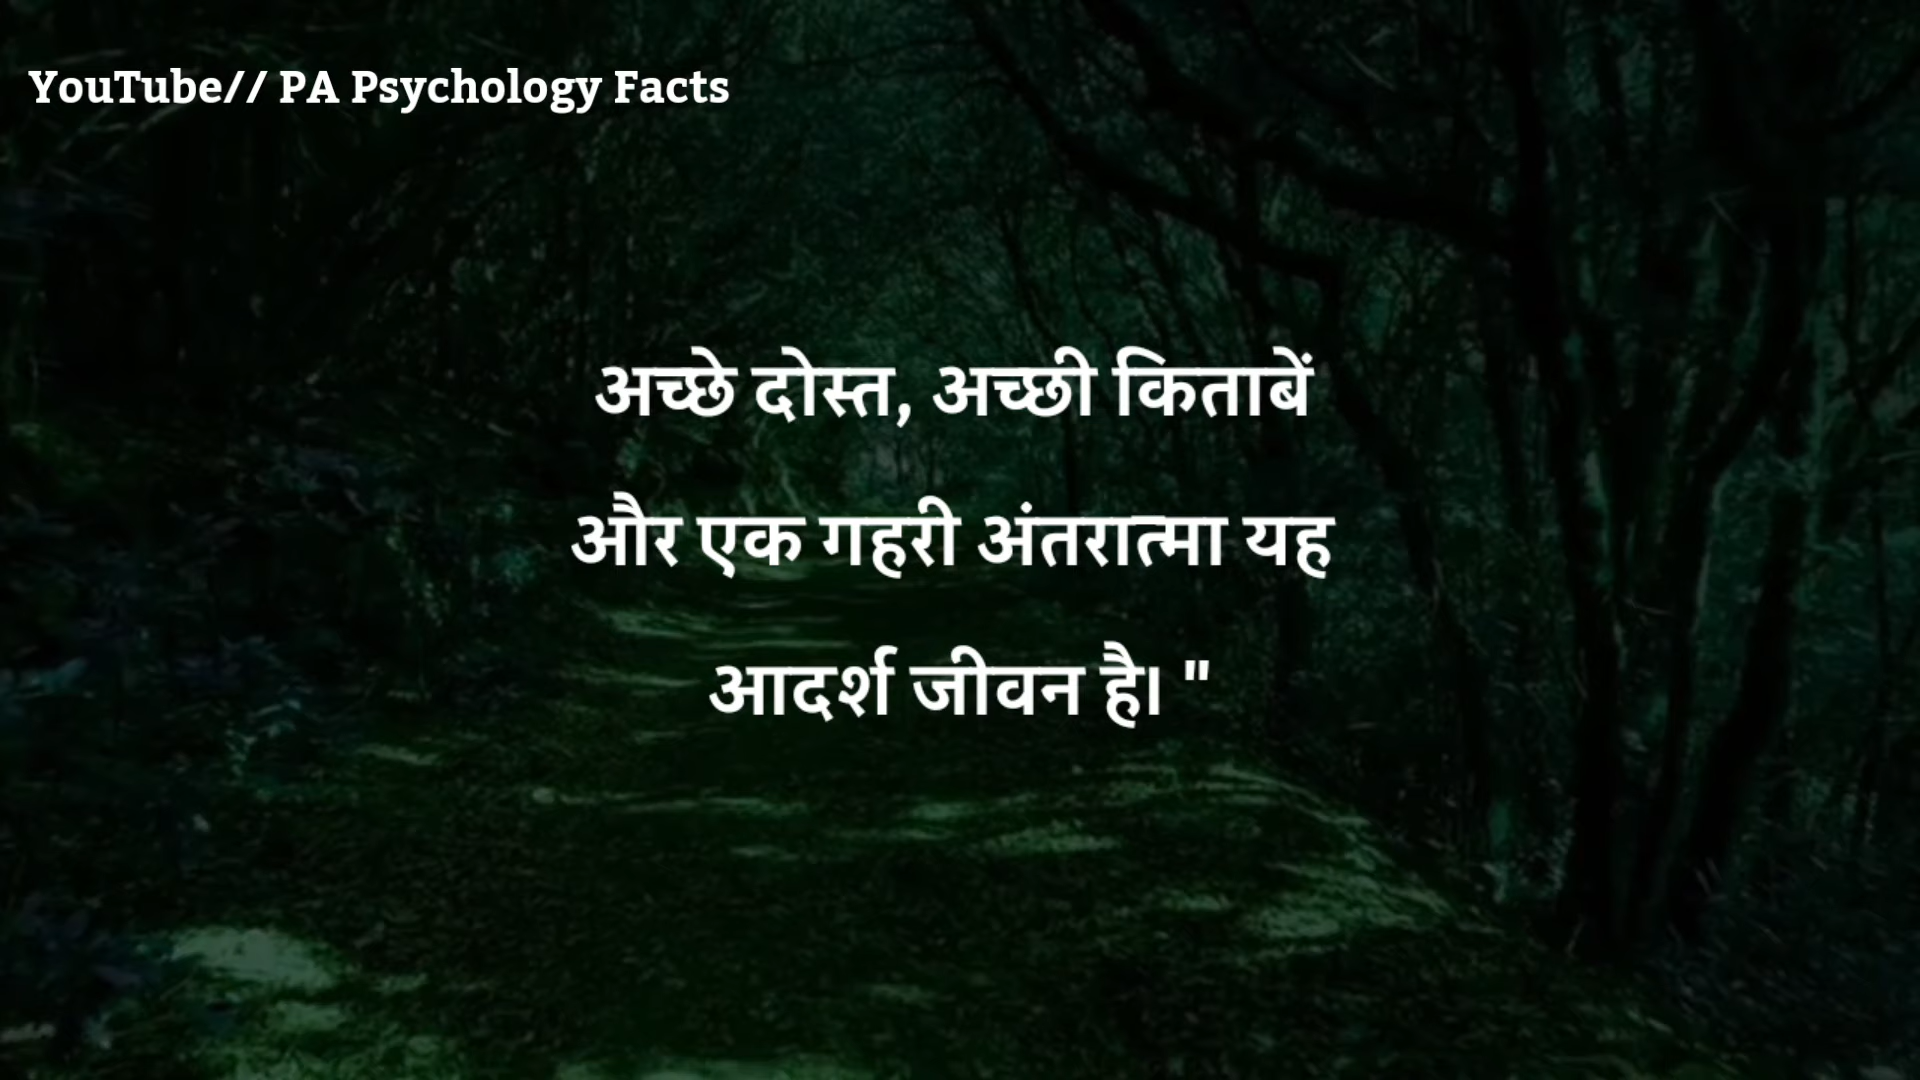 YouTube// PA Psychology Facts
अच्छे दोस्त, अच्छी किताबें
और एक गहरी अंतरात्मा यह
आदर्श जीवन है। "